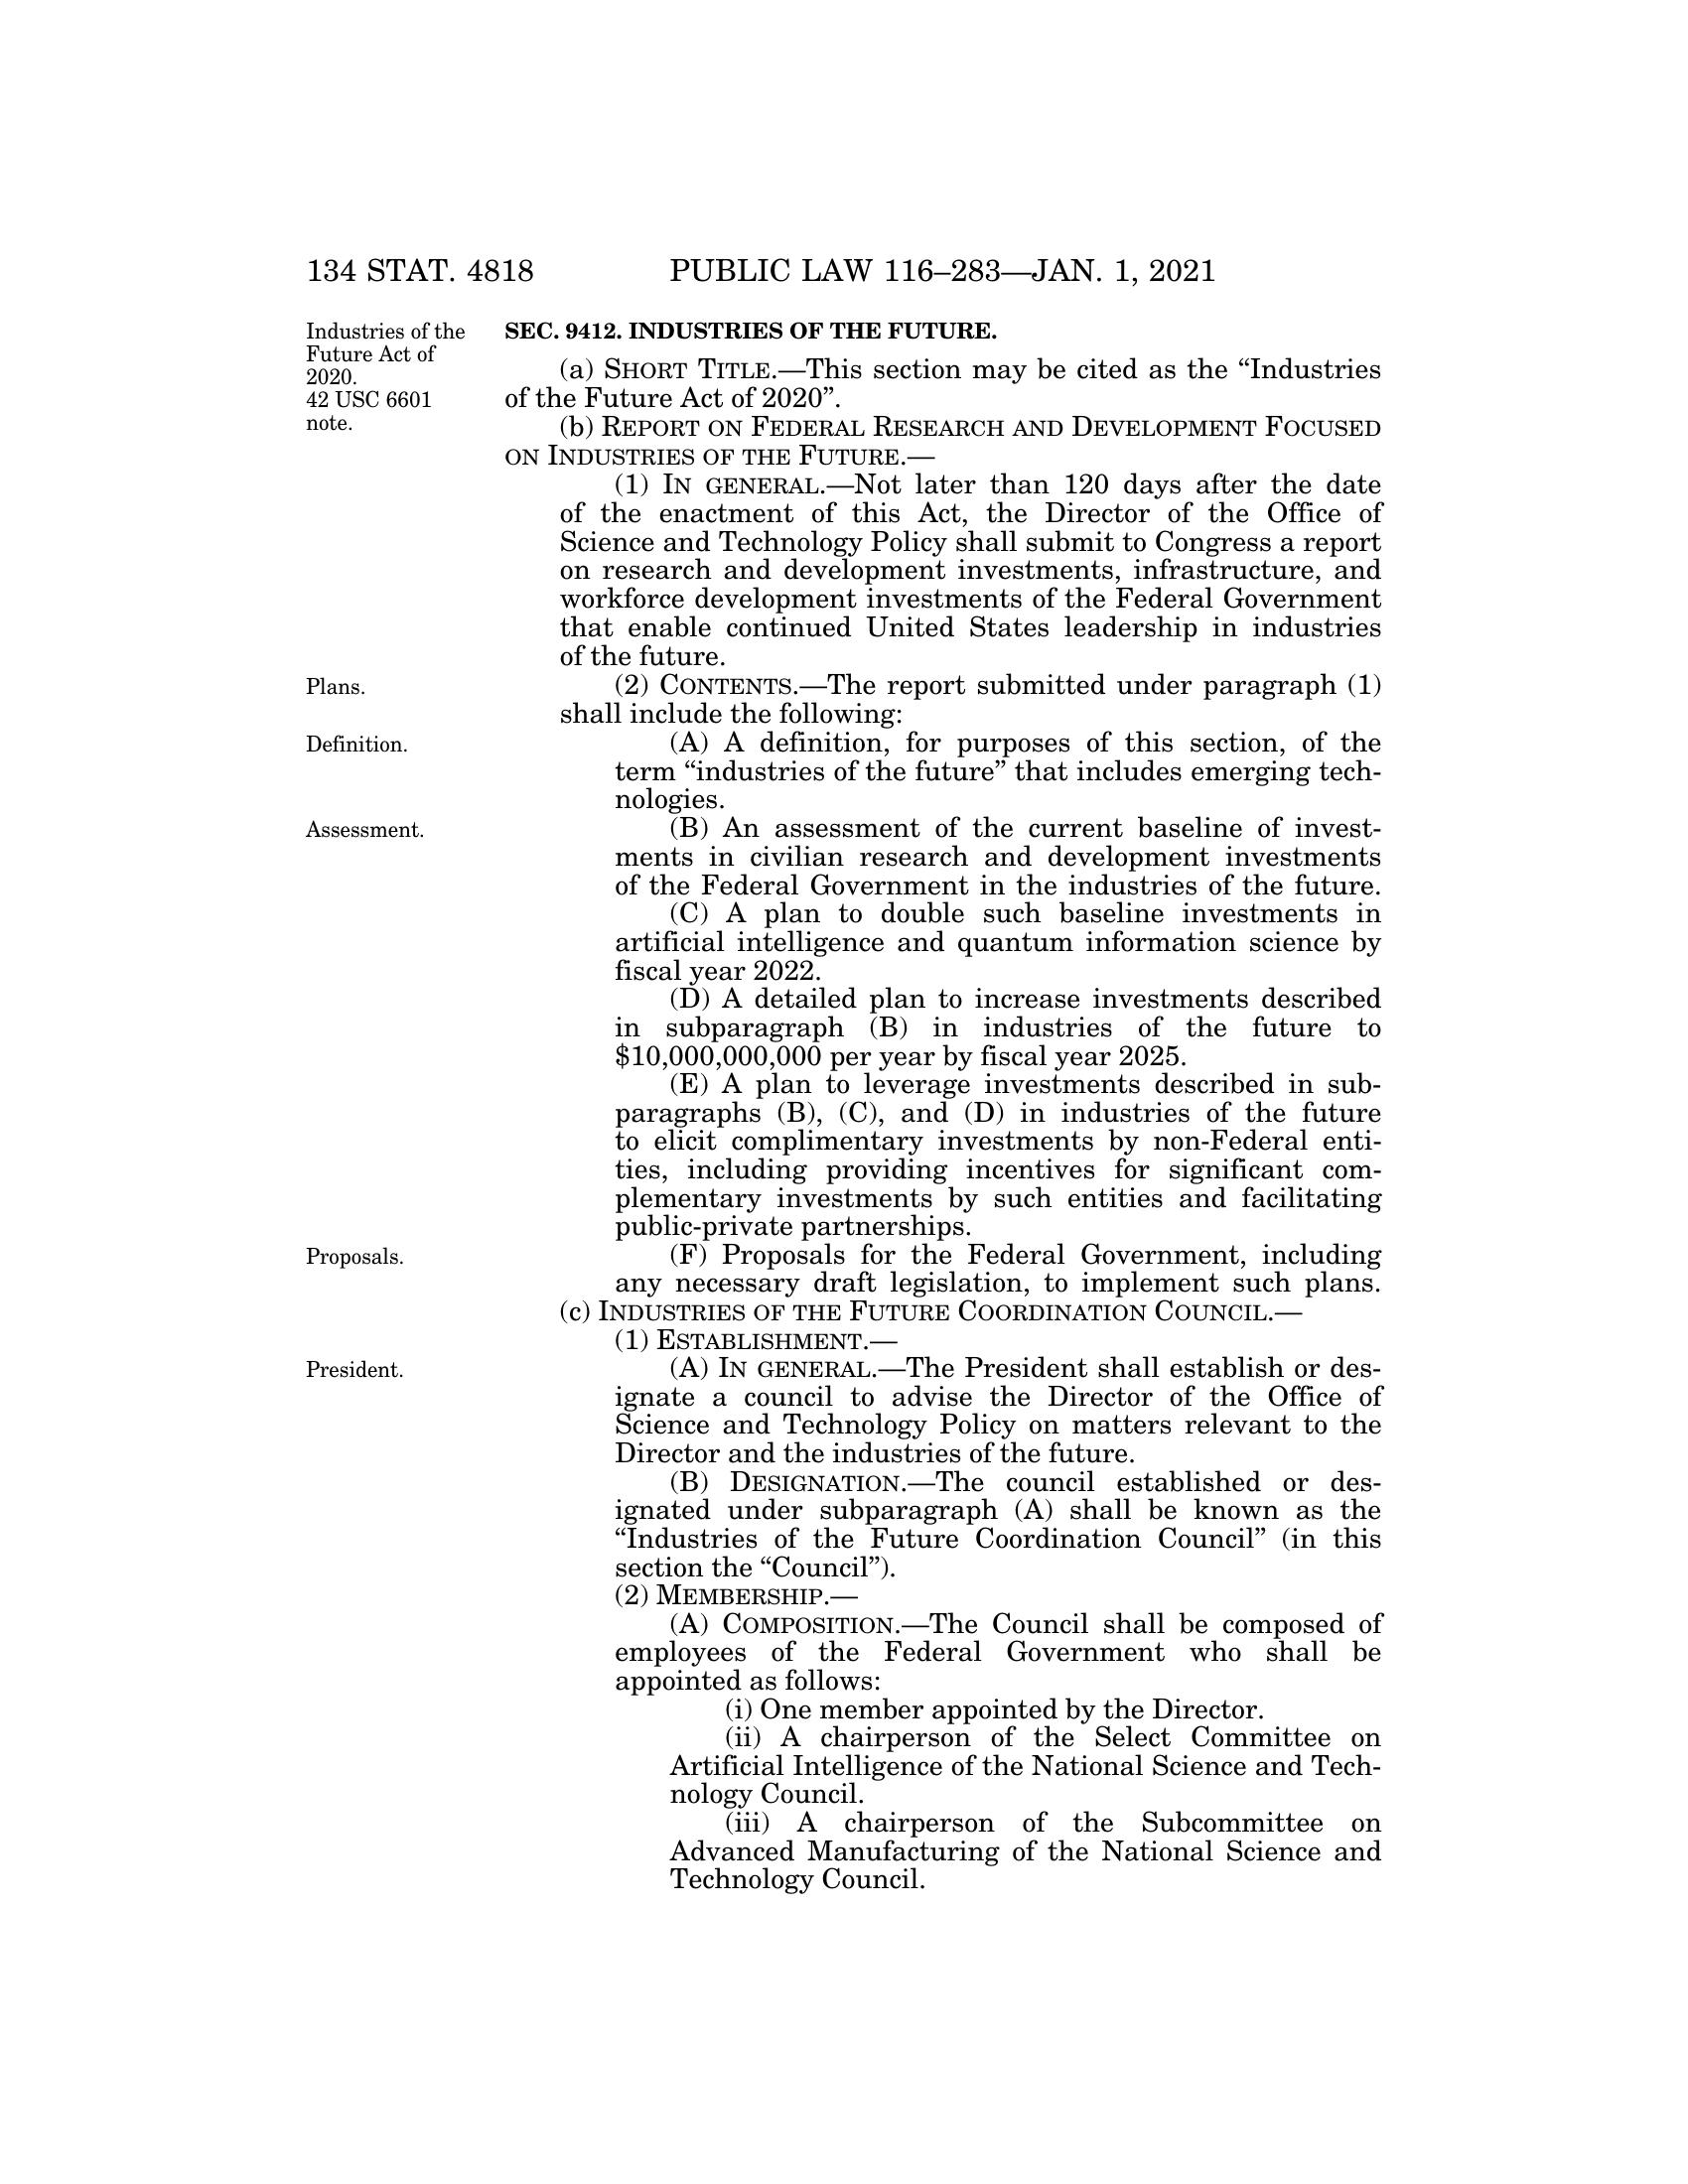 134 STAT. 4818 PUBLIC LAW 116–283—JAN. 1, 2021
Industries of the
Future Act of
2020.
42 USC 6601
note.
SEC. 9412. INDUSTRIES OF THE FUTURE.
(a) SHORT TITLE.—This section may be cited as the “Industries
of the Future Act of 2020”.
(b) REPORT ON FEDERAL RESEARCH AND DEVELOPMENT FOCUSED
ON INDUSTRIES OF THE FUTURE.—
(1) IN GENERAL.—Not later than 120 days after the date
of the enactment of this Act, the Director of the Office of
Science and Technology Policy shall submit to Congress a report
on research and development investments, infrastructure, and
workforce development investments of the Federal Government
that enable continued United States leadership in industries
of the future.
Plans.
(2) CONTENTS.—The report submitted under paragraph (1)
shall include the following:
Definition.
(A) A definition, for purposes of this section, of the
term “industries of the future” that includes emerging tech-
nologies.
Assessment.
(B) An assessment of the current baseline of invest-
ments in civilian research and development investments
of the Federal Government in the industries of the future.
(C) A plan to double such baseline investments in
artificial intelligence and quantum information science by
fiscal year 2022.
(D) A detailed plan to increase investments described
in subparagraph (B) in industries of the future to
$10,000,000,000 per year by fiscal year 2025.
(E) A plan to leverage investments described in sub-
paragraphs (B), (C), and (D) in industries of the future
to elicit complimentary investments by non-Federal enti-
ties, including providing incentives for significant com-
plementary investments by such entities and facilitating
public-private partnerships.
Proposals.
(F) Proposals for the Federal Government, including
any necessary draft legislation, to implement such plans.
(c) INDUSTRIES OF THE FUTURE COORDINATION COUNCIL.—
(1) ESTABLISHMENT.—
President.
(A) IN GENERAL.—The President shall establish or des-
ignate a council to advise the Director of the Office of
Science and Technology Policy on matters relevant to the
Director and the industries of the future.
(B) DESIGNATION.—The council established or des-
ignated under subparagraph (A) shall be known as the
“Industries of the Future Coordination Council” (in this
section the “Council”).
(2) MEMBERSHIP.—
(A) COMPOSITION.—The Council shall be composed of
employees of the Federal Government who shall be
appointed as follows:
(i) One member appointed by the Director.
(ii) A chairperson of the Select Committee on
Artificial Intelligence of the National Science and Tech-
nology Council.
(iii) A chairperson of the Subcommittee on
Advanced Manufacturing of the National Science and
Technology Council.